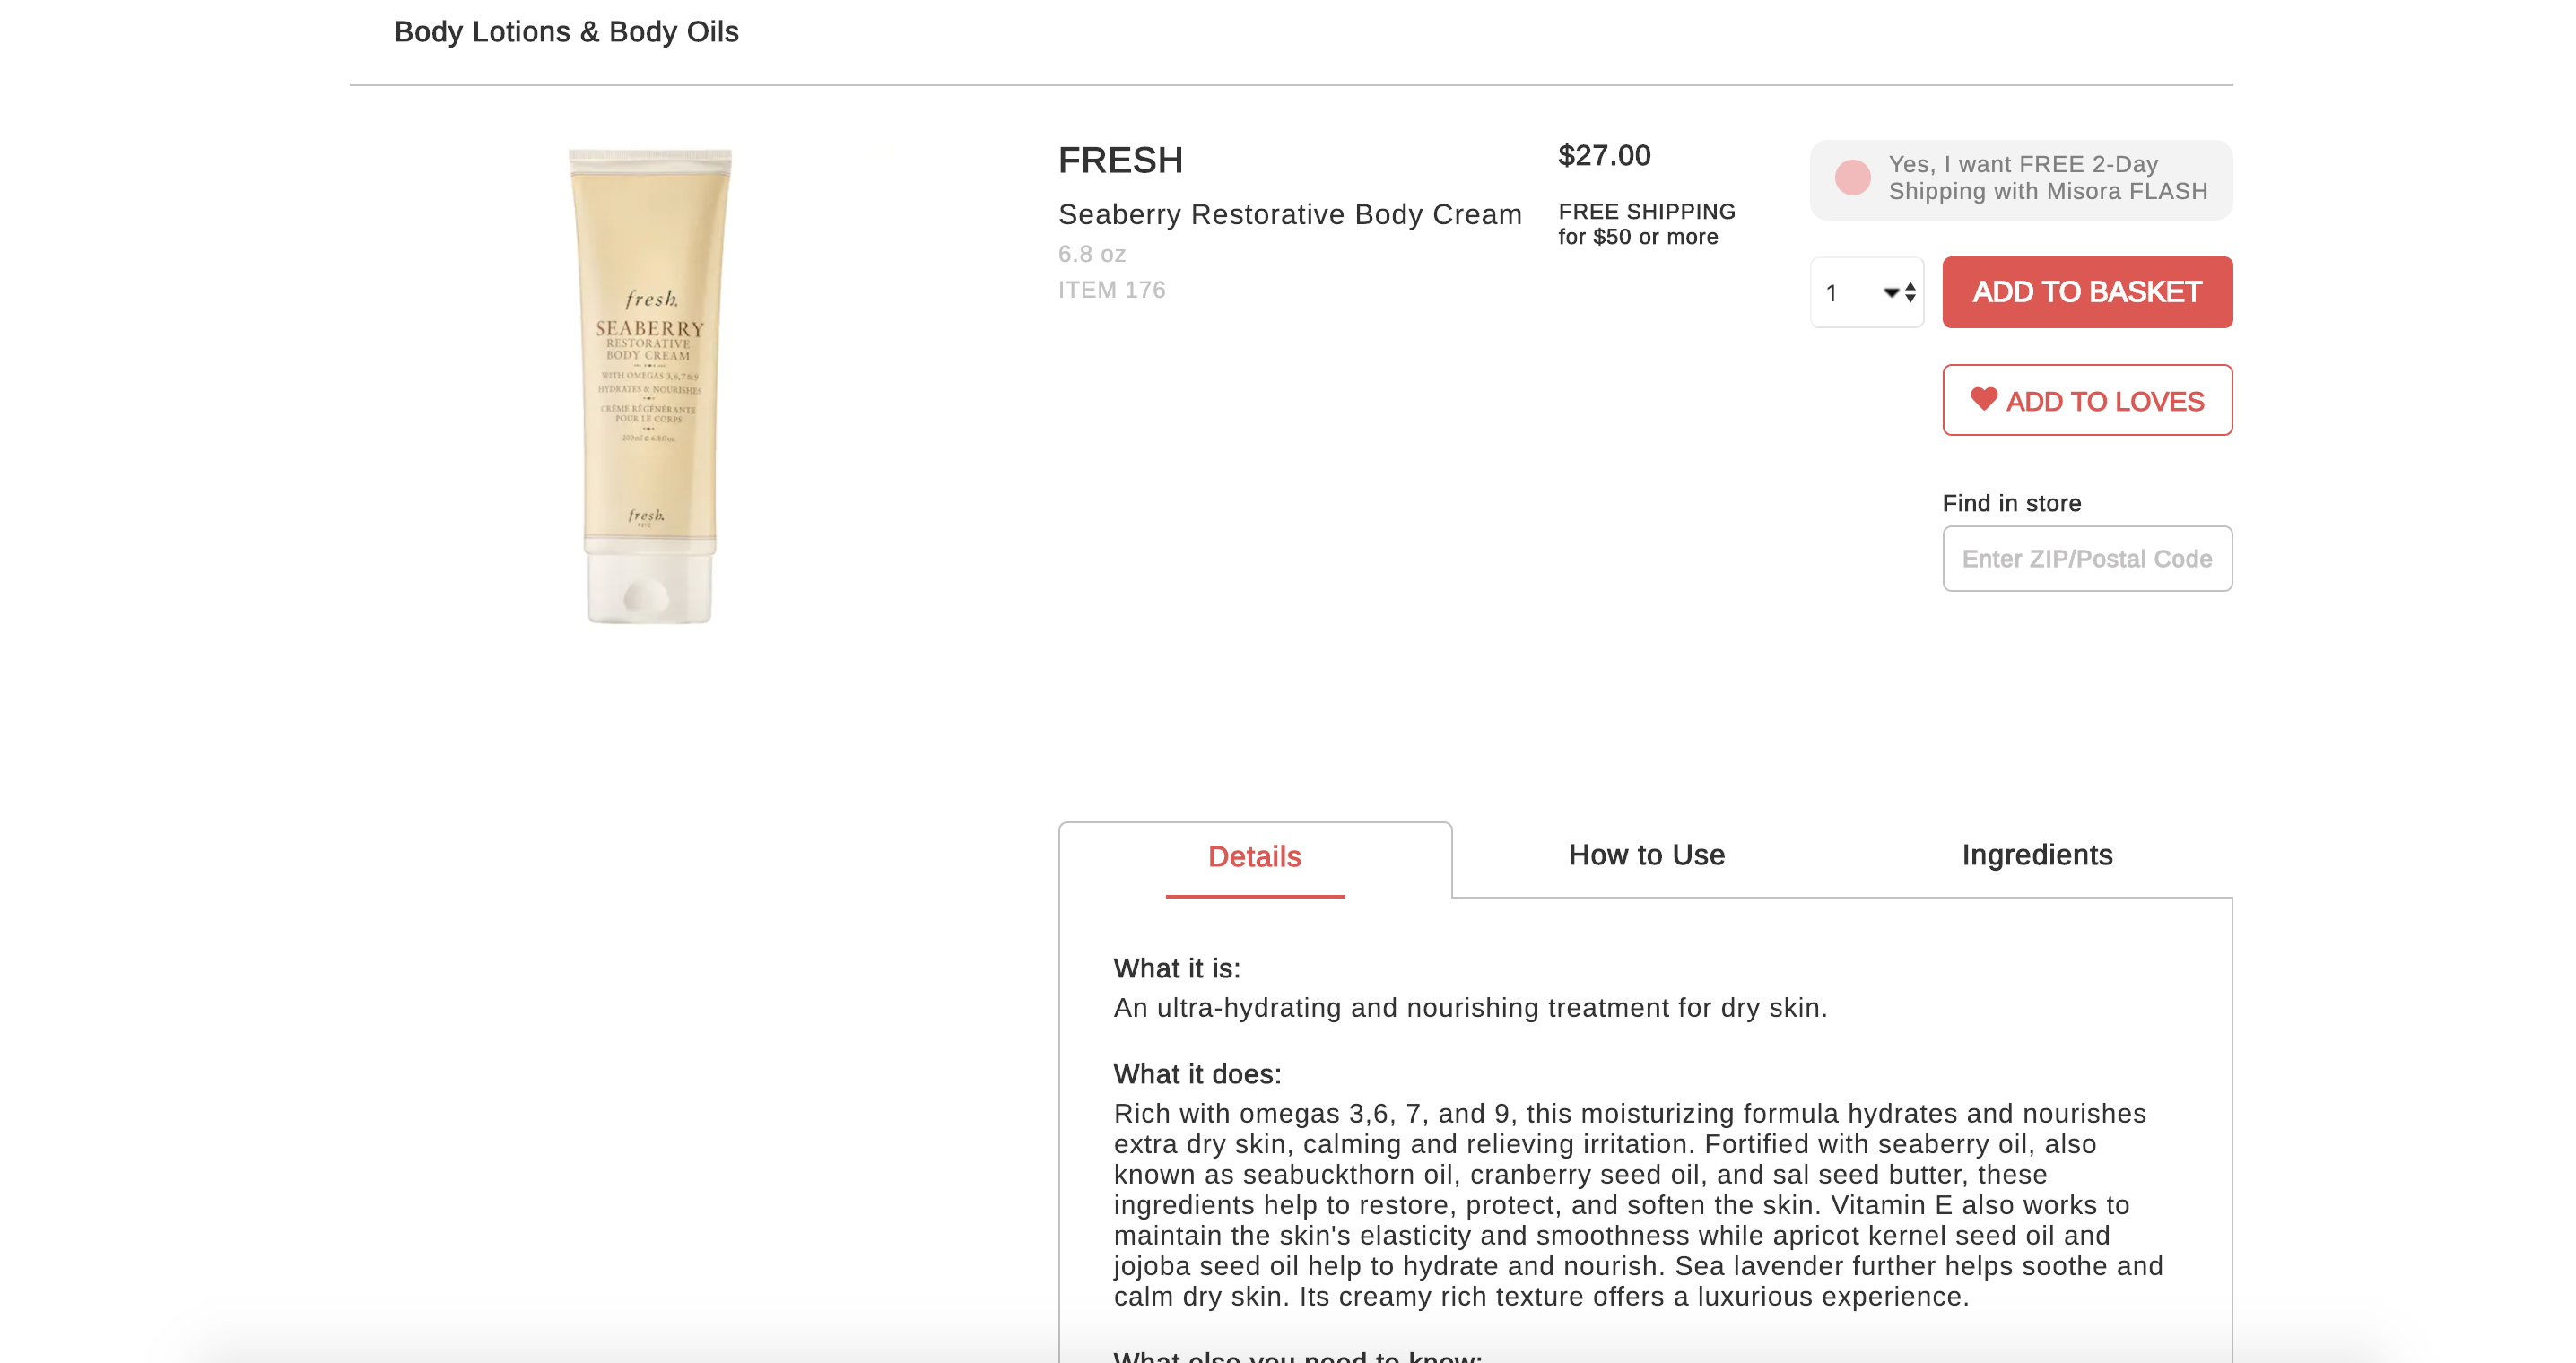 Body Lotions & Body Oils
FRESH
Seaberry Restorative Body Cream
6.8 oz
ITEM 176
$27.00
FREE SHIPPING
for $50 or more
Yes, I want FREE 2-Day
Shipping with Misora FLASH
1
ADD TO BASKET
ADD TO LOVES
Find in store
Enter ZIP/Postal Code
fresh.
SEABERRY
RESTORATIVE
BODY CREAM
WITH OMEGAS 3,6,7&9
HYDRATES & NOURISHES
CRÈME RÉGÉNÉRANTE
POUR LE CORPS
200ml e 6.8floz
fresh.
Details
How to Use
Ingredients
What it is:
An ultra-hydrating and nourishing treatment for dry skin.
What it does:
Rich with omegas 3,6, 7, and 9, this moisturizing formula hydrates and nourishes
extra dry skin, calming and relieving irritation. Fortified with seaberry oil, also
known as seabuckthorn oil, cranberry seed oil, and sal seed butter, these
ingredients help to restore, protect, and soften the skin. Vitamin E also works to
maintain the skin's elasticity and smoothness while apricot kernel seed oil and
jojoba seed oil help to hydrate and nourish. Sea lavender further helps soothe and
calm dry skin. Its creamy rich texture offers a luxurious experience.
What else you need to know: